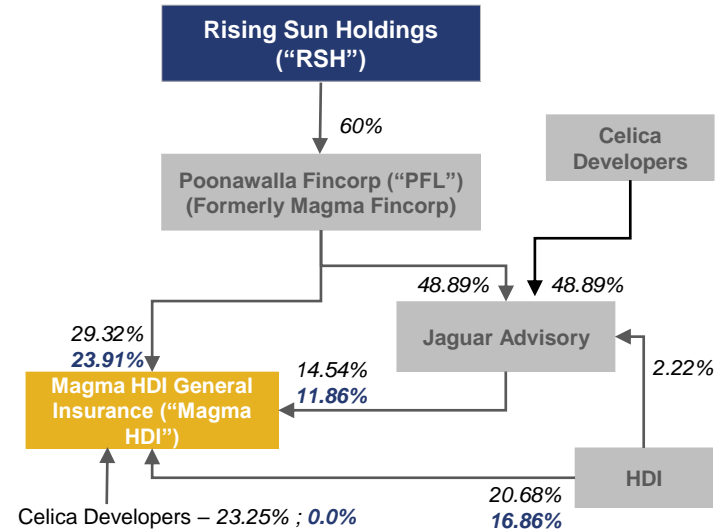 Rising Sun Holdings
(“RSH”)
60%
Celica
Developers
Poonawalla Fincorp (“PFL”)
(Formerly Magma Fincorp)
48.89%
48.89%
29.32%
23.91%
Jaguar Advisory
14.54%
11.86%
2.22%
Magma HDI General
Insurance (“Magma
HDI”)
HDI
20.68%
16.86%
Celica Developers – 23.25% ; 0.0%